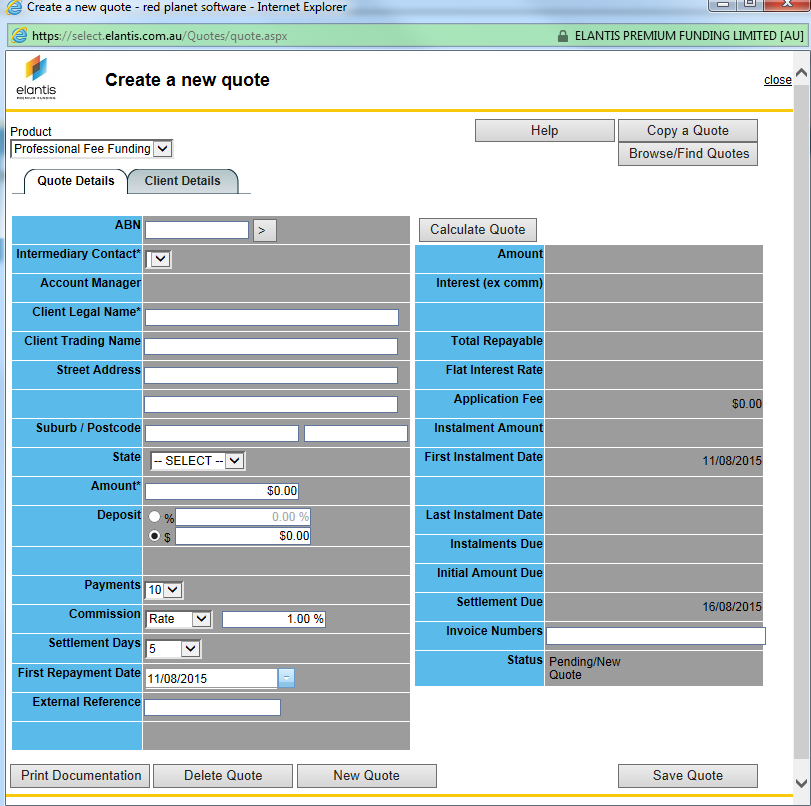 Create a new quote - red planet software - Internet Explorer
https://select.elantis.com.au/Quotes/quote.aspx
ELANTIS PREMIUM FUNDING LIMITED [AU]
elantis
PREMIUM FUNDING
Create a new quote
close
Product
Professional Fee Funding
Help
Copy a Quote
Browse/Find Quotes
Quote Details
Client Details
ABN
>
Intermediary Contact*
Account Manager
Client Legal Name*
Client Trading Name
Street Address
Suburb / Postcode
State
-- SELECT --
Amount*
$0.00
Deposit
% 0.00 %
$ $0.00
Payments
10
Commission
Rate
1.00 %
Settlement Days
5
First Repayment Date
11/08/2015
External Reference
Calculate Quote
Amount
Interest (ex comm)
Total Repayable
Flat Interest Rate
Application Fee
$0.00
Instalment Amount
First Instalment Date
11/08/2015
Last Instalment Date
Instalments Due
Initial Amount Due
Settlement Due
16/08/2015
Invoice Numbers
Status
Pending/New
Quote
Print Documentation
Delete Quote
New Quote
Save Quote